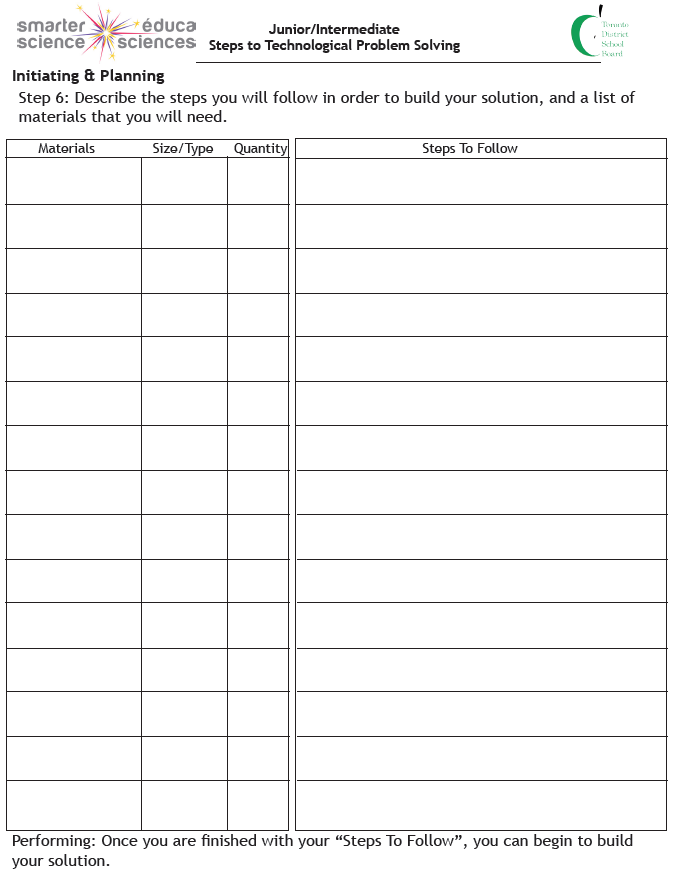 smarter éduca
science sciences
Junior/Intermediate
Steps to Technological Problem Solving
Toronto
District
School
Board
Initiating & Planning
Step 6: Describe the steps you will follow in order to build your solution, and a list of
materials that you will need.
Materials Size/Type Quantity Steps To Follow
Performing: Once you are finished with your “Steps To Follow”, you can begin to build
your solution.